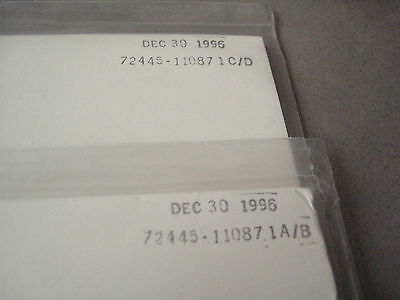 DEC 30 1996
72445-11087 1C/D
DEC 30 1996
72445-11087 1A/B